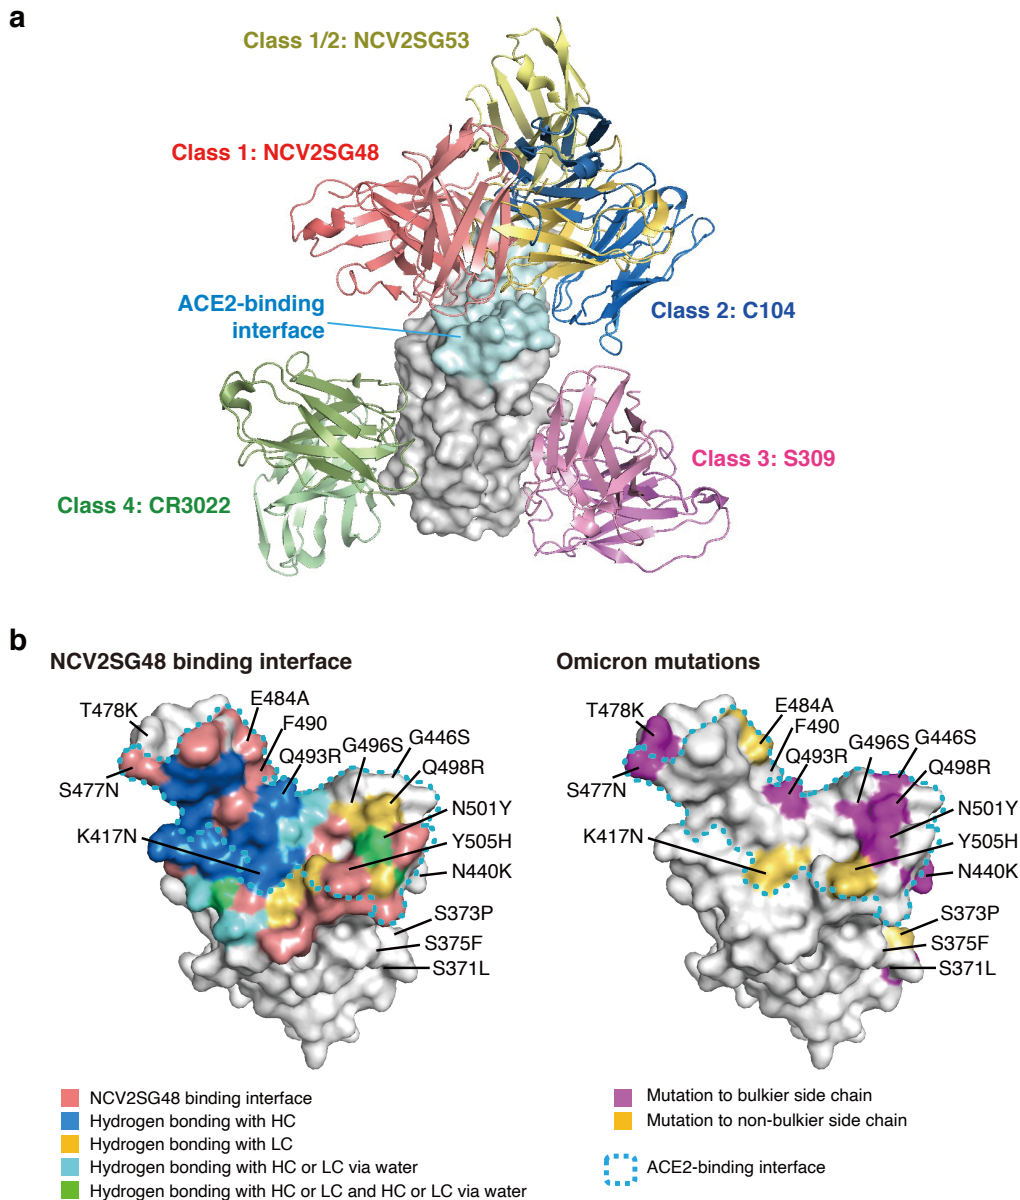 a
Class 1/2: NCV2SG53
Class 1: NCV2SG48
ACE2-binding
interface
Class 2: C104
Class 3: S309
Class 4: CR3022
b
NCV2SG48 binding interface
T478K
E484A
F490
Q493R
G496S
G446S
Q498R
S477N
N501Y
K417N
Y505H
N440K
S373P
S375F
S371L
NCV2SG48 binding interface
Hydrogen bonding with HC
Hydrogen bonding with LC
Hydrogen bonding with HC or LC via water
Hydrogen bonding with HC or LC and HC or LC via water
Omicron mutations
T478K
E484A
F490
Q493R
G496S
G446S
Q498R
S477N
N501Y
K417N
Y505H
N440K
S373P
S375F
S371L
Mutation to bulkier side chain
Mutation to non-bulkier side chain
ACE2-binding interface